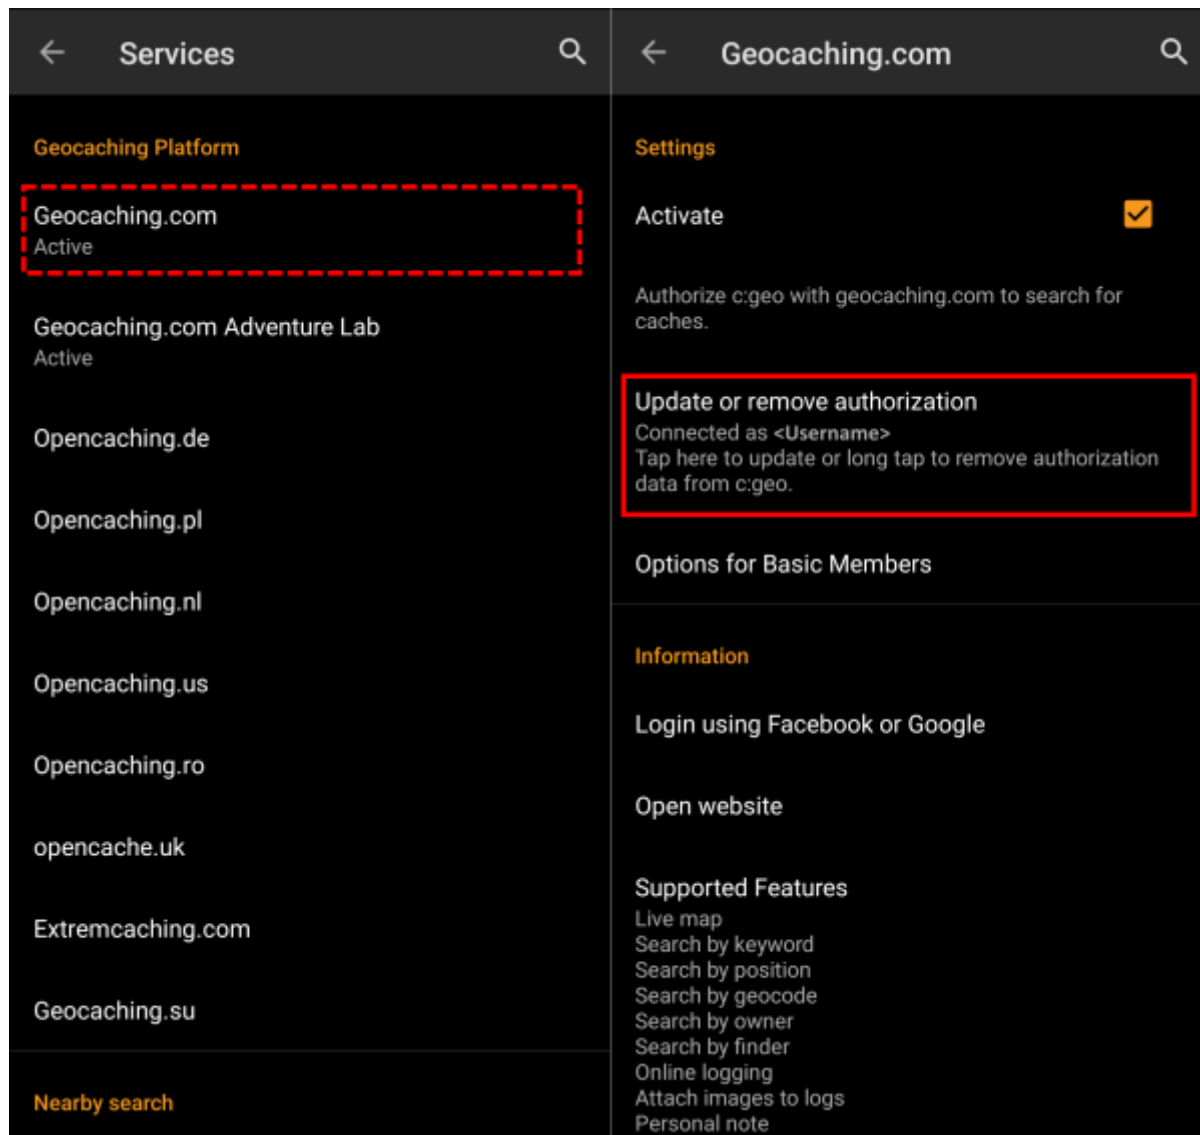 Services
Geocaching Platform
Geocaching.com
Active
Geocaching.com Adventure Lab
Active
Opencaching.de
Opencaching.pl
Opencaching.nl
Opencaching.us
Opencaching.ro
opencache.uk
Extremcaching.com
Geocaching.su
Nearby search
Geocaching.com
Settings
Activate
Authorize c:geo with geocaching.com to search for
caches.
Update or remove authorization
Connected as <Username>
Tap here to update or long tap to remove authorization
data from c:geo.
Options for Basic Members
Information
Login using Facebook or Google
Open website
Supported Features
Live map
Search by keyword
Search by position
Search by geocode
Search by owner
Search by finder
Online logging
Attach images to logs
Personal note